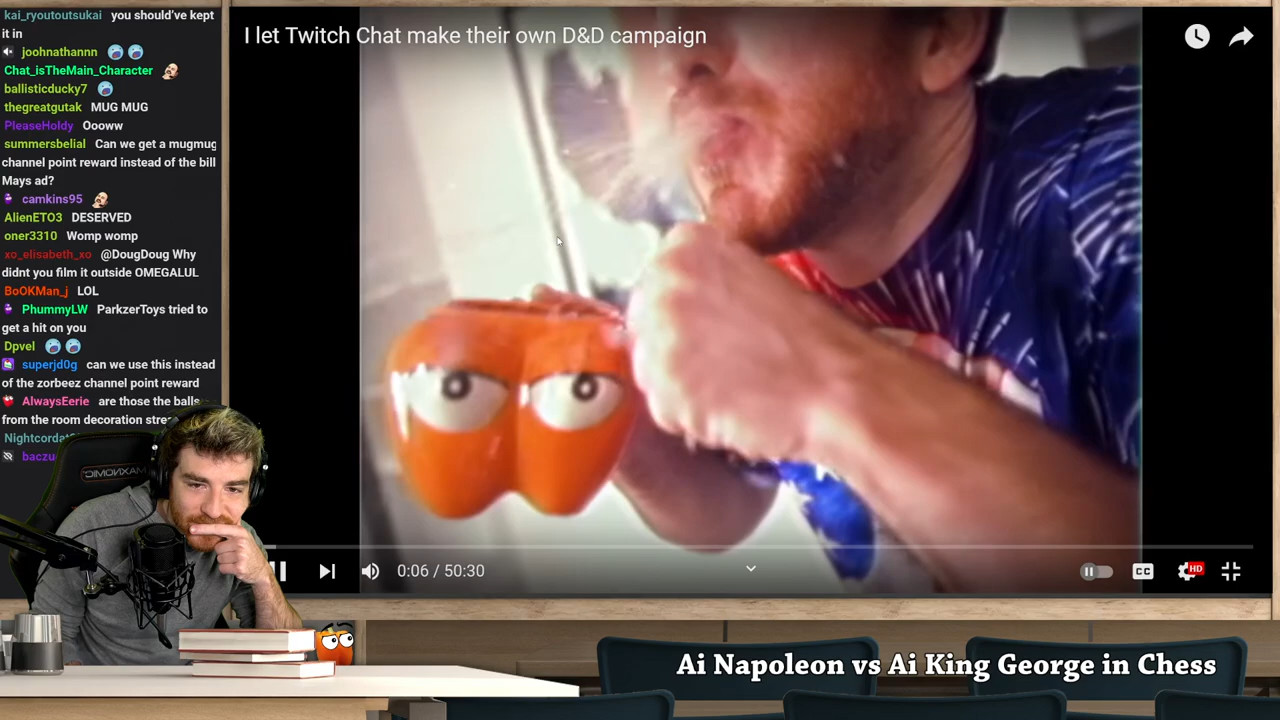 kai_ryoutoutsukai you should've kept
it in
joohnathannn
Chat_isTheMain_Character
ballisticducky7
thegreatgutak MUG MUG
PleaseHoldy Oooww
summersbelial Can we get a mugmug
channel point reward instead of the bill
Mays ad?
camkins95
AlienETO3 DESERVED
oner3310 Womp womp
xo_elisabeth_xo @DougDoug Why
didnt you film it outside OMEGALUL
BoOKMan_j LOL
PhummyLW ParkzerToys tried to
get a hit on you
Dpvel
superjd0g can we use this instead
of the zorbeez channel point reward
AlwaysEerie are those the balls
from the room decoration
I let Twitch Chat make their own D&D campaign
0:06 / 50:30
CC
HD
Ai Napoleon vs Ai King George in Chess